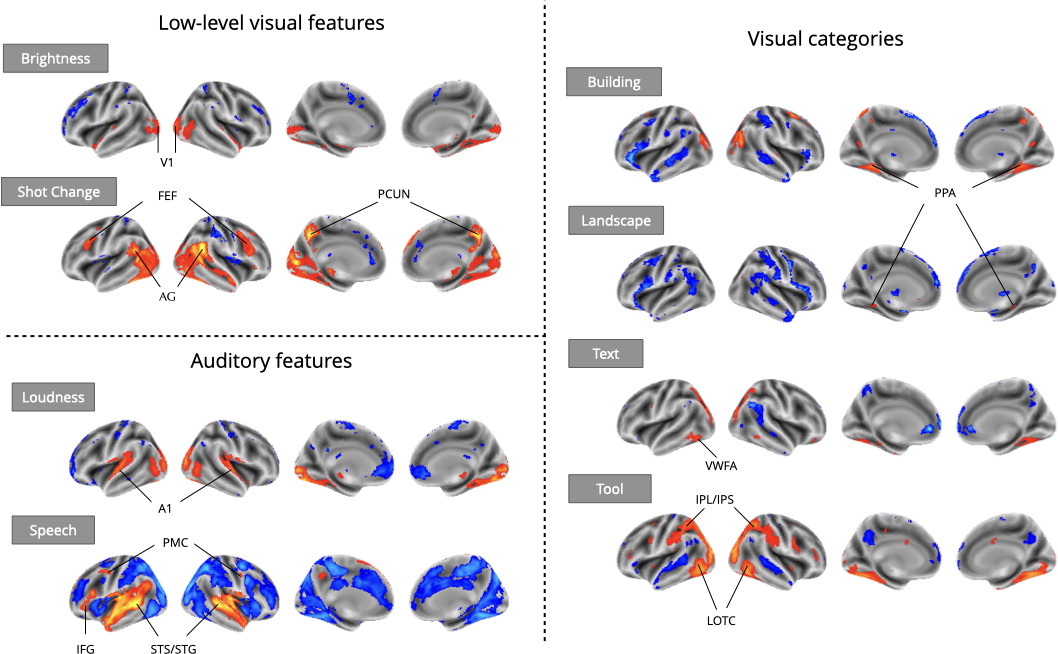 Low-level visual features
Brightness
V1
Shot Change
FEF
PCUN
AG
Auditory features
Loudness
A1
Speech
PMC
IFG
STS/STG
Visual categories
Building
PPA
Landscape
Text
VWFA
Tool
IPL/IPS
LOTC